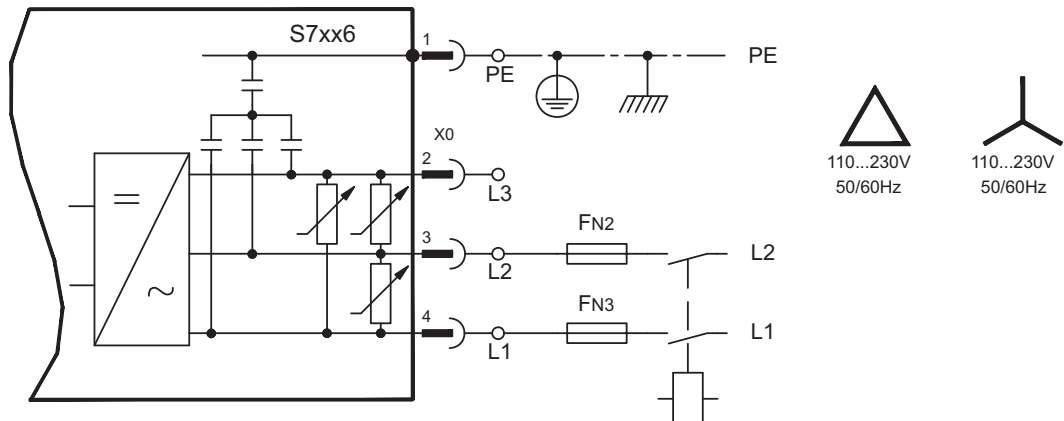 S7xx6
1
PE
PE
X0
2
L3
110...230V
50/60Hz
110...230V
50/60Hz
3
L2
FN2
L2
4
L1
FN3
L1